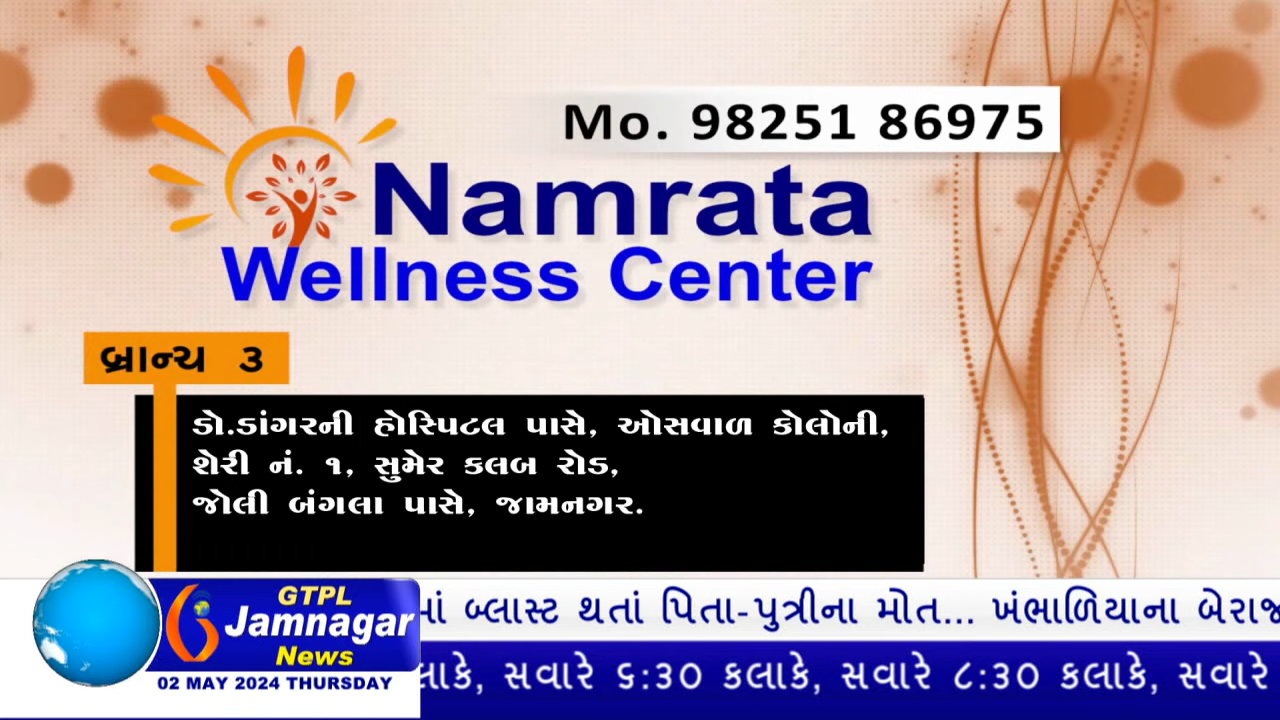 Mo. 98251 86975
Namrata
Wellness Center
બ્રાન્ચ ૩
ડો.ડાંગરની હોસ્પિટલ પાસે, ઓસવાળ કોલોની,
શેરી નં. ૧, સુમેર કલબ રોડ,
જોલી બંગલા પાસે, જામનગર.
GTPL
Jamnagar
News
02 MAY 2024 THURSDAY
માં બ્લાસ્ટ થતાં પિતા-પુત્રીના મોત... ખંભાળિયાના બેરાજ
લાકે, સવારે ૬:૩૦ કલાકે, સવારે ૮:૩૦ કલાકે, સવારે